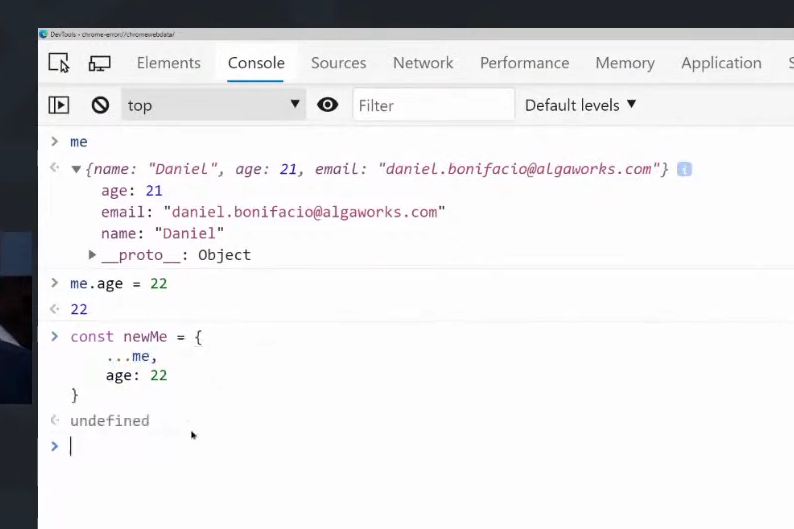 DevTools - chrome-error://chromewebdata/
Elements Console Sources Network Performance Memory Application S
top Filter Default levels ▼
> me
▼{name: "Daniel", age: 21, email: "daniel.bonifacio@algaworks.com"} i
age: 21
email: "daniel.bonifacio@algaworks.com"
name: "Daniel"
▶ __proto__: Object
> me.age = 22
22
> const newMe = {
...me,
age: 22
}
undefined
>